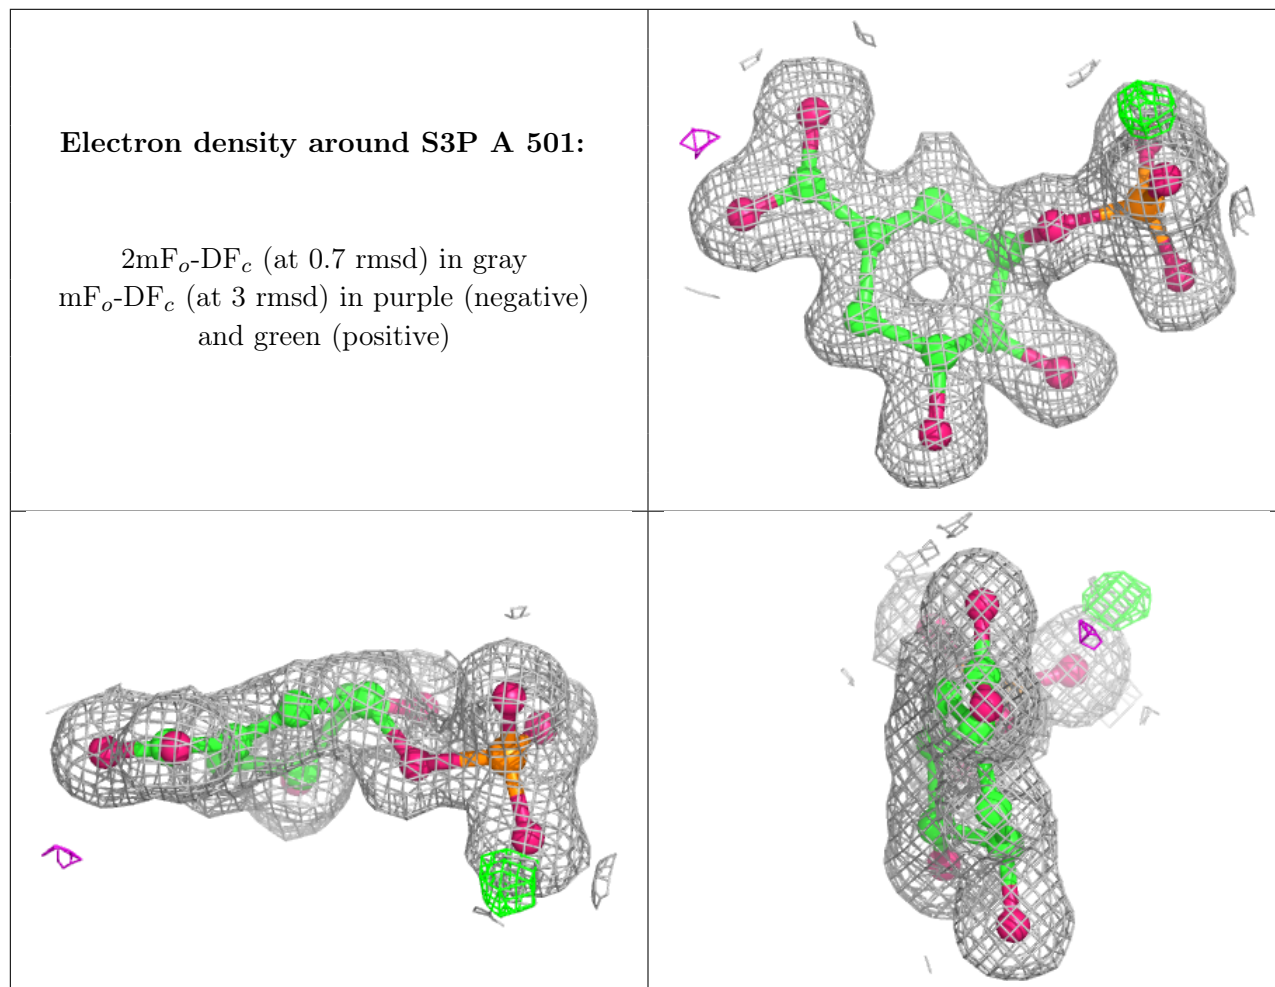 Electron density around S3P A 501:
2mFo-DFc (at 0.7 rmsd) in gray
mFo-DFc (at 3 rmsd) in purple (negative)
and green (positive)